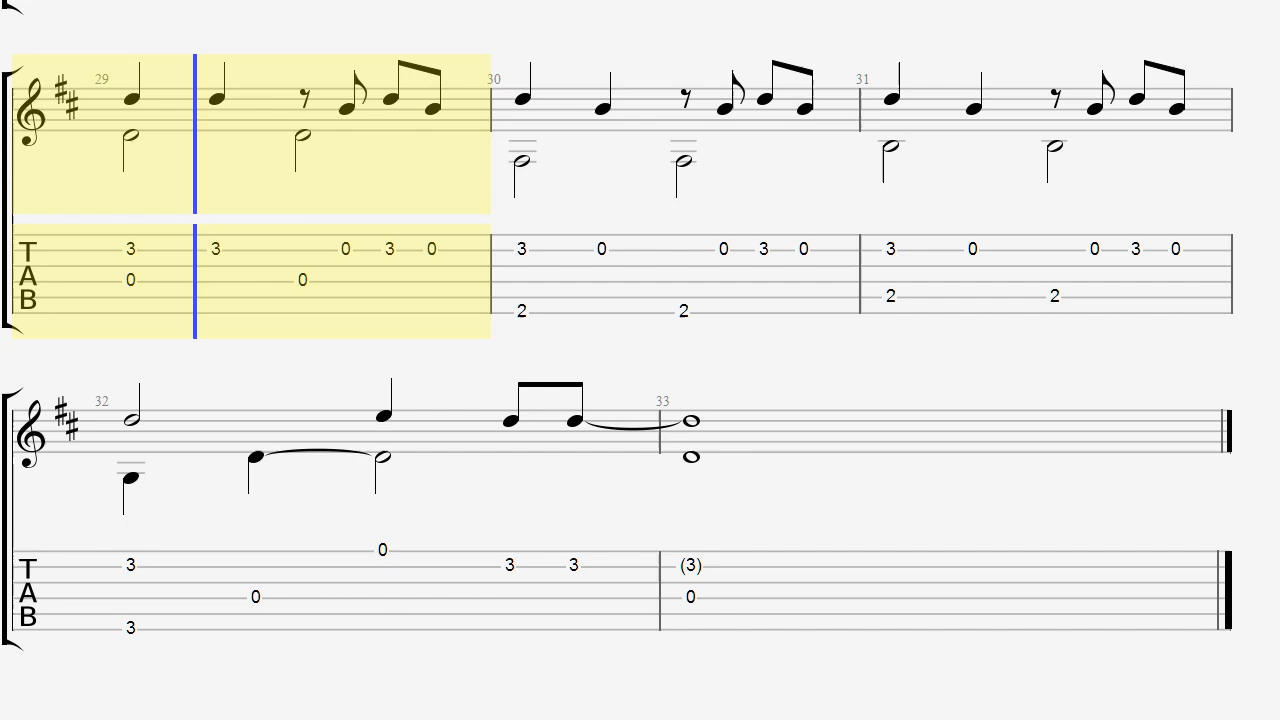 29 30 31
3 3 0 3 0 3 0 0 3 0 3 0 0 3 0
T
A 0 0
B 2 2
2 2
32 33
0
T 3 3 3 (3)
A 0 0
B
3